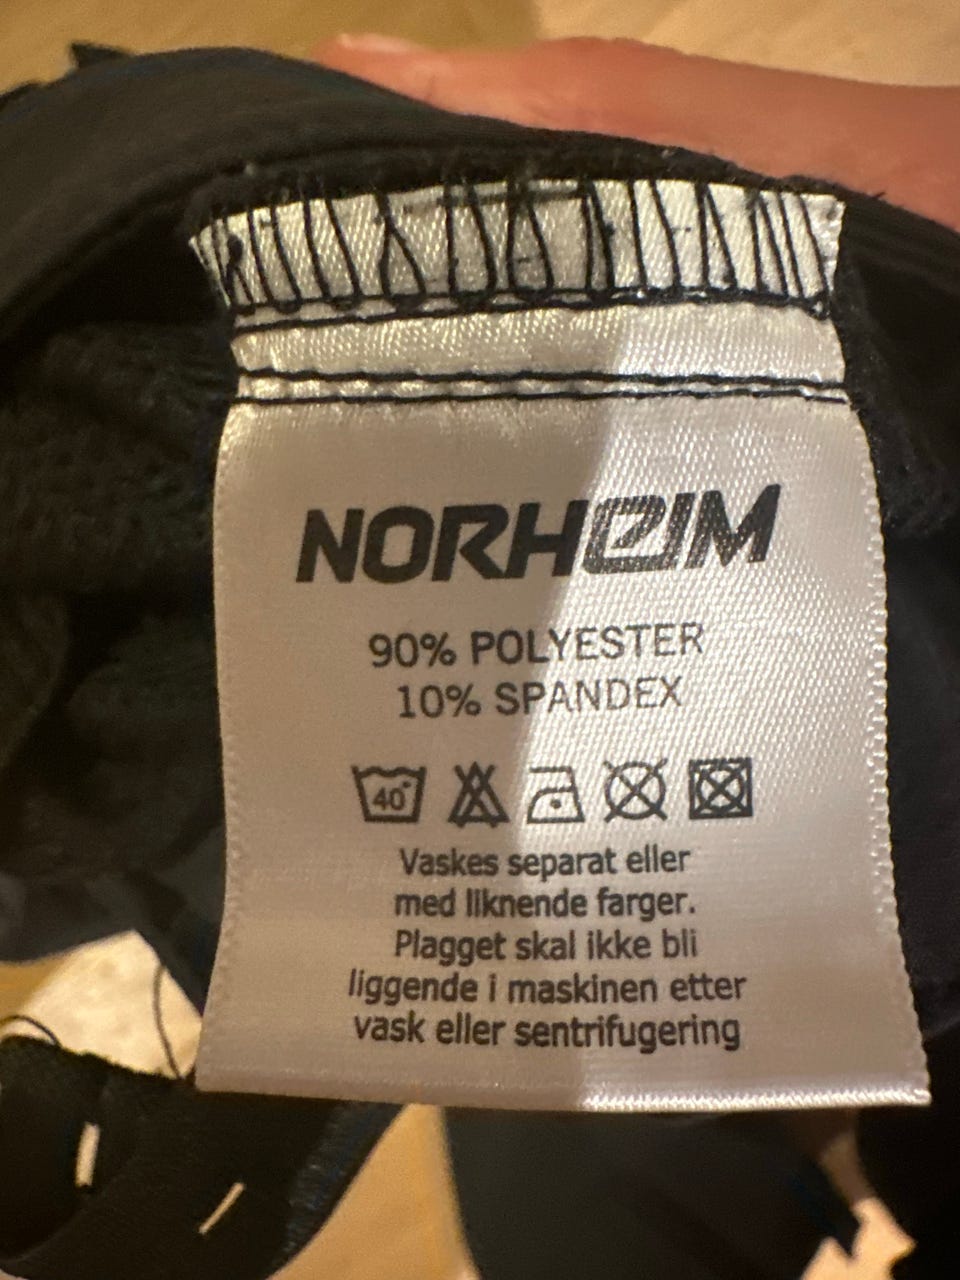 NORHEIM
90% POLYESTER
10% SPANDEX
40°
Vaskes separat eller
med liknende farger.
Plagget skal ikke bli
liggende i maskinen etter
vask eller sentrifugering